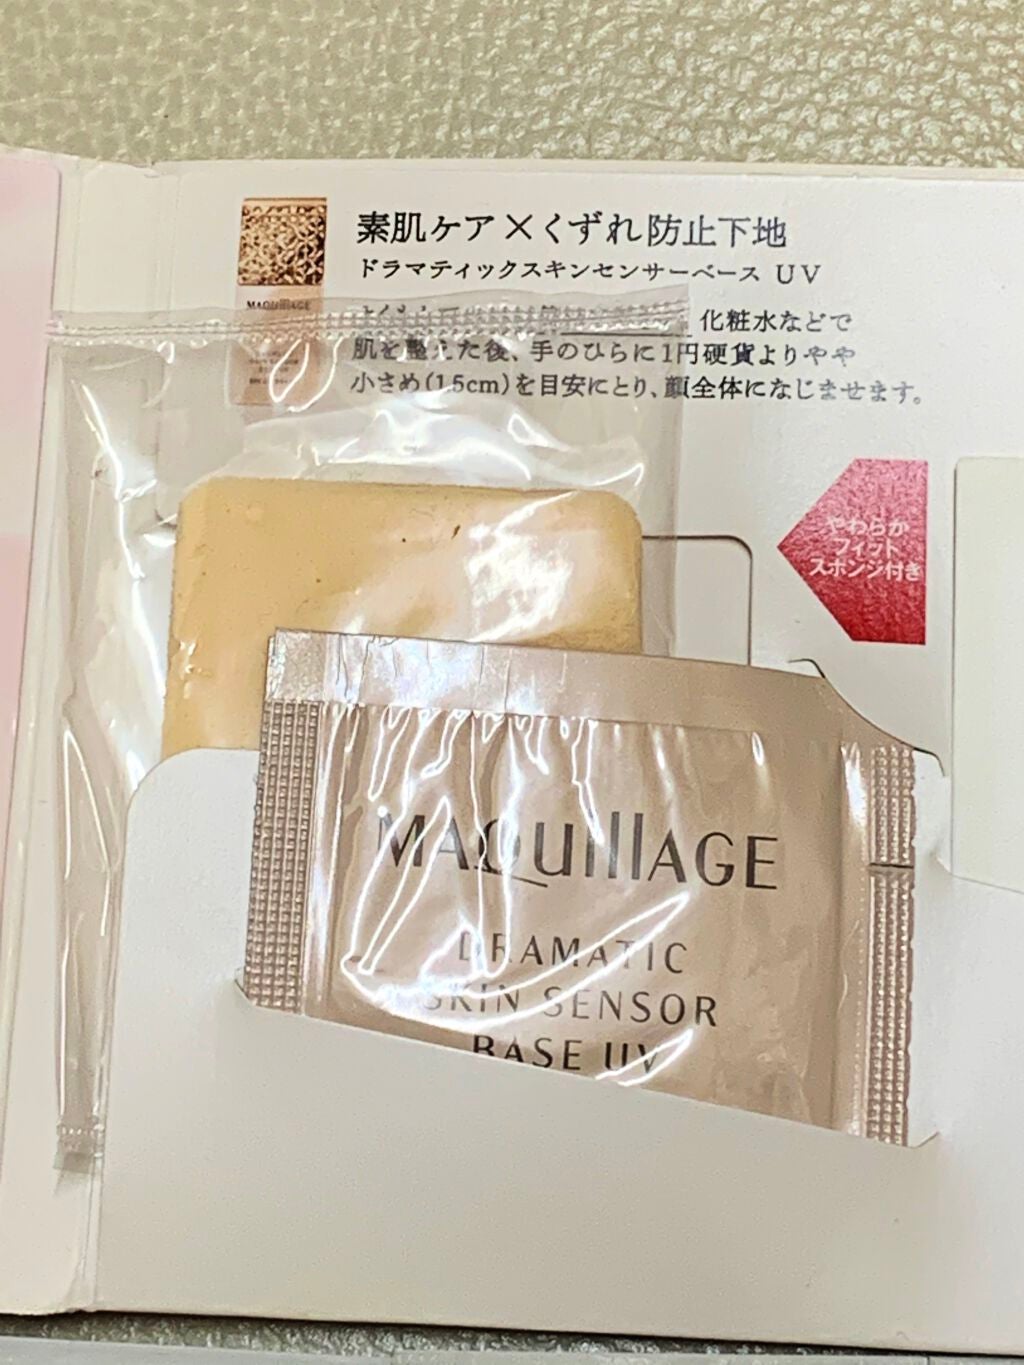 素肌ケア×くずれ防止下地
ドラマティックスキンセンサーベース UV
MAQuillAGE
化粧水などで
肌を整えた後、手のひらに1円硬貨よりやや
小さめ(1.5cm)を目安にとり、顔全体になじませます。
やわらか
フィット
スポンジ付き
MAQuillAGE
DRAMATIC
SKIN SENSOR
BASE UV